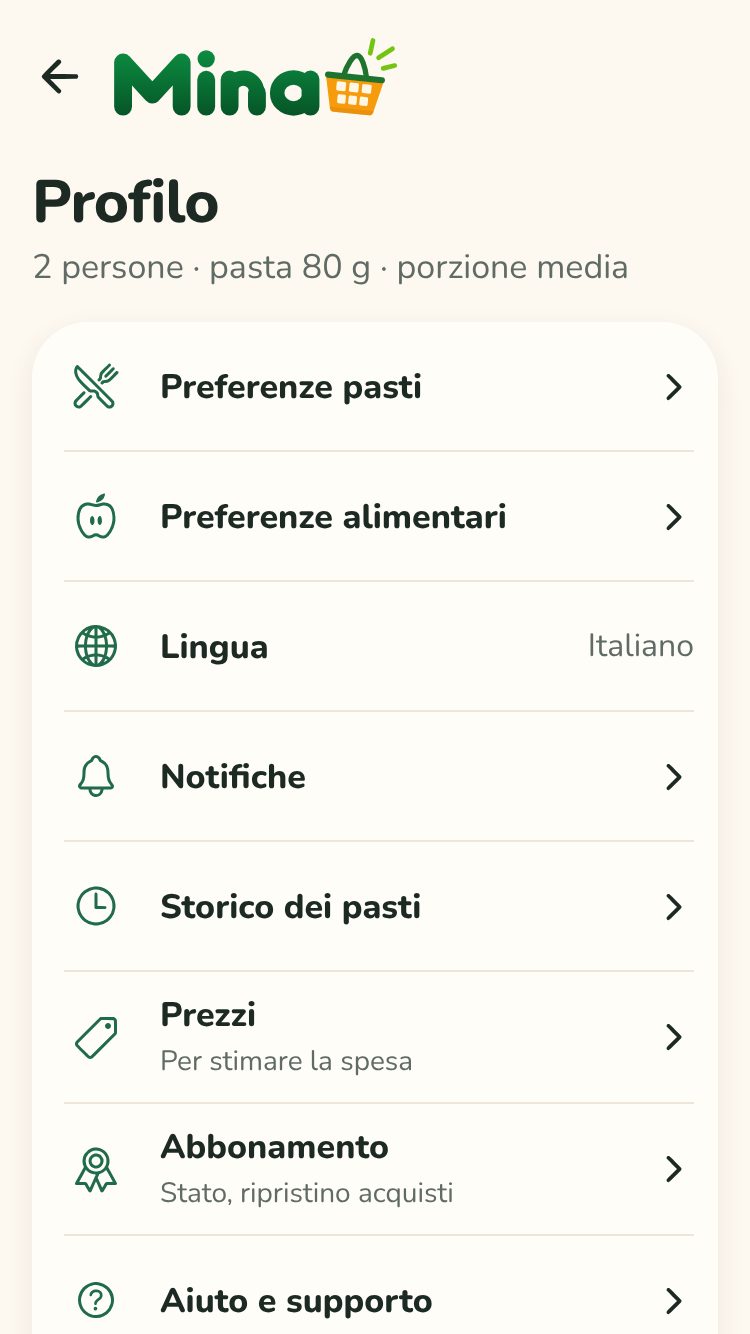 Mina
Profilo
2 persone · pasta 80 g · porzione media
Preferenze pasti
Preferenze alimentari
Lingua
Italiano
Notifiche
Storico dei pasti
Prezzi
Per stimare la spesa
Abbonamento
Stato, ripristino acquisti
Aiuto e supporto